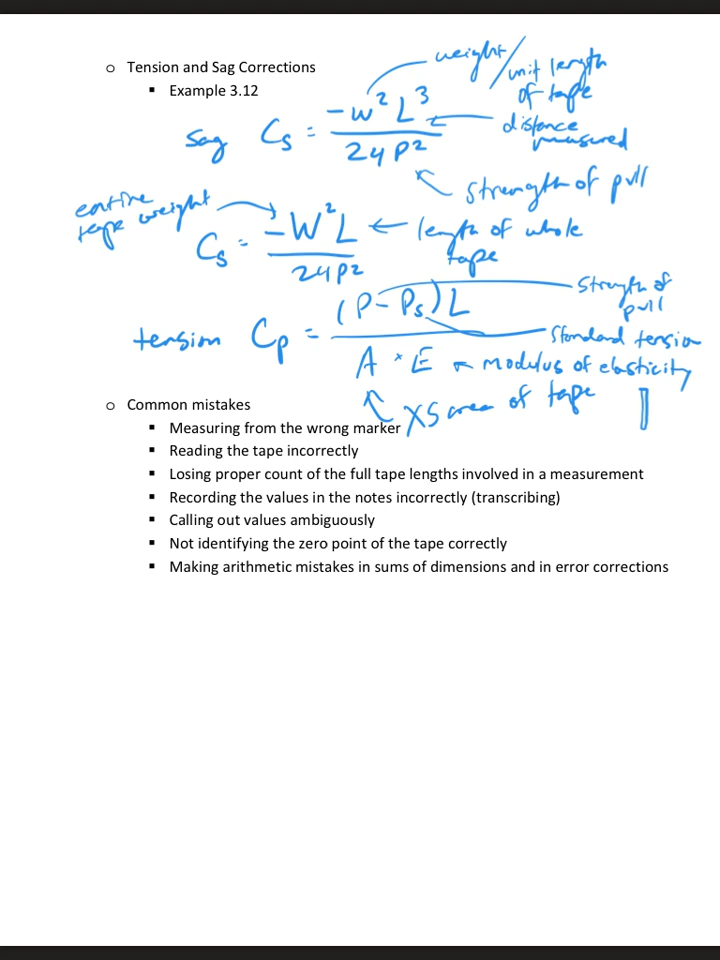 o Tension and Sag Corrections
▪ Example 3.12
weight/unit length of tape
sag Cs = -w²L³ / 24P²
distance measured
strength of pull
entire tape weight
Cs = -W²L / 24P²
length of whole tape
tension Cp = (P-Ps)L / A * E
strength of pull
Standard tension
modulus of elasticity
XS area of tape
o Common mistakes
▪ Measuring from the wrong marker
▪ Reading the tape incorrectly
▪ Losing proper count of the full tape lengths involved in a measurement
▪ Recording the values in the notes incorrectly (transcribing)
▪ Calling out values ambiguously
▪ Not identifying the zero point of the tape correctly
▪ Making arithmetic mistakes in sums of dimensions and in error corrections